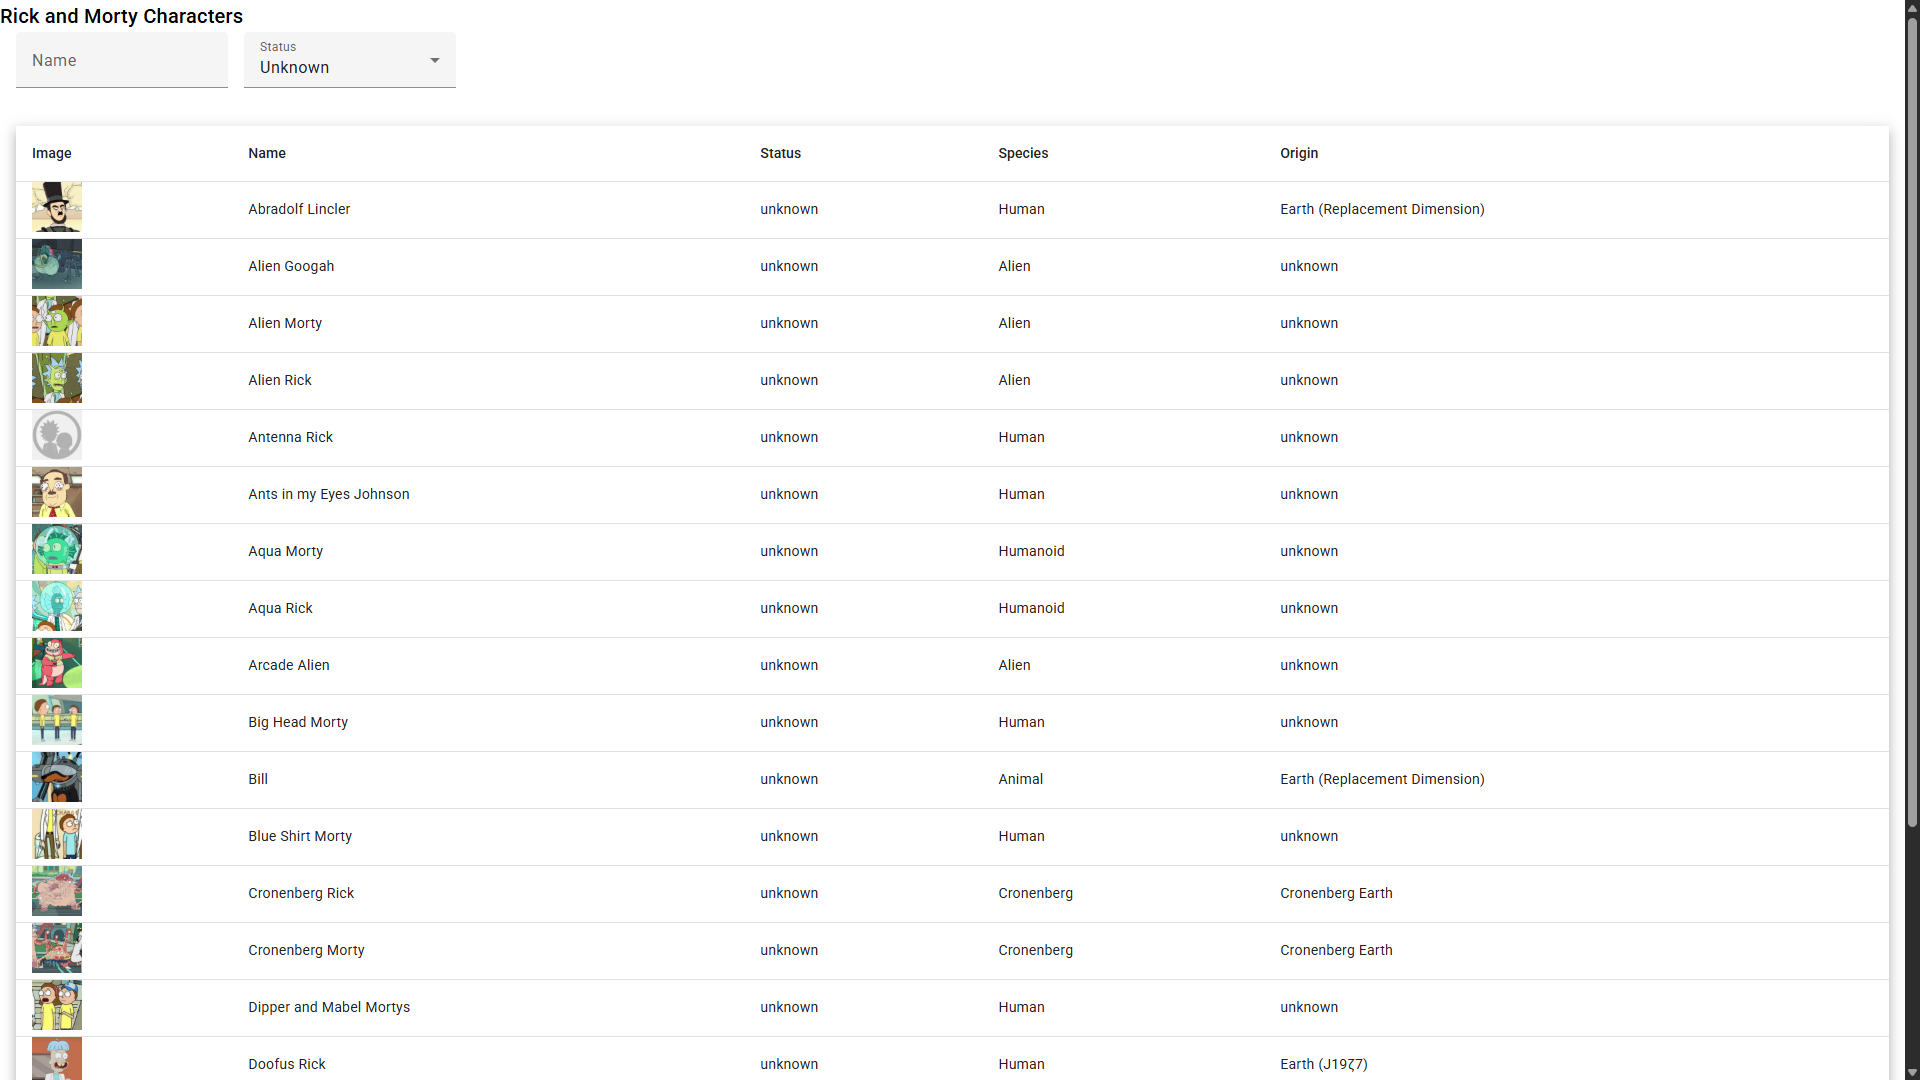 Rick and Morty Characters
Name
Status
Unknown
Image Name Status Species Origin
Abradolf Lincler unknown Human Earth (Replacement Dimension)
Alien Googah unknown Alien unknown
Alien Morty unknown Alien unknown
Alien Rick unknown Alien unknown
Antenna Rick unknown Human unknown
Ants in my Eyes Johnson unknown Human unknown
Aqua Morty unknown Humanoid unknown
Aqua Rick unknown Humanoid unknown
Arcade Alien unknown Alien unknown
Big Head Morty unknown Human unknown
Bill unknown Animal Earth (Replacement Dimension)
Blue Shirt Morty unknown Human unknown
Cronenberg Rick unknown Cronenberg Cronenberg Earth
Cronenberg Morty unknown Cronenberg Cronenberg Earth
Dipper and Mabel Mortys unknown Human unknown
Doofus Rick unknown Human Earth (J19ζ7)